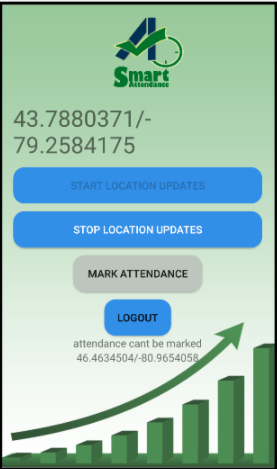 Smart
Attendance
43.7880371/-
79.2584175
START LOCATION UPDATES
STOP LOCATION UPDATES
MARK ATTENDANCE
LOGOUT
attendance cant be marked
46.4634504/-80.9654058